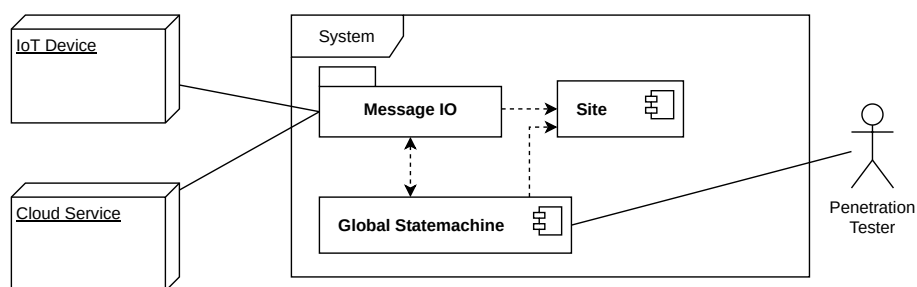 IoT Device
System
Message IO
Site
Cloud Service
Global Statemachine
Penetration
Tester